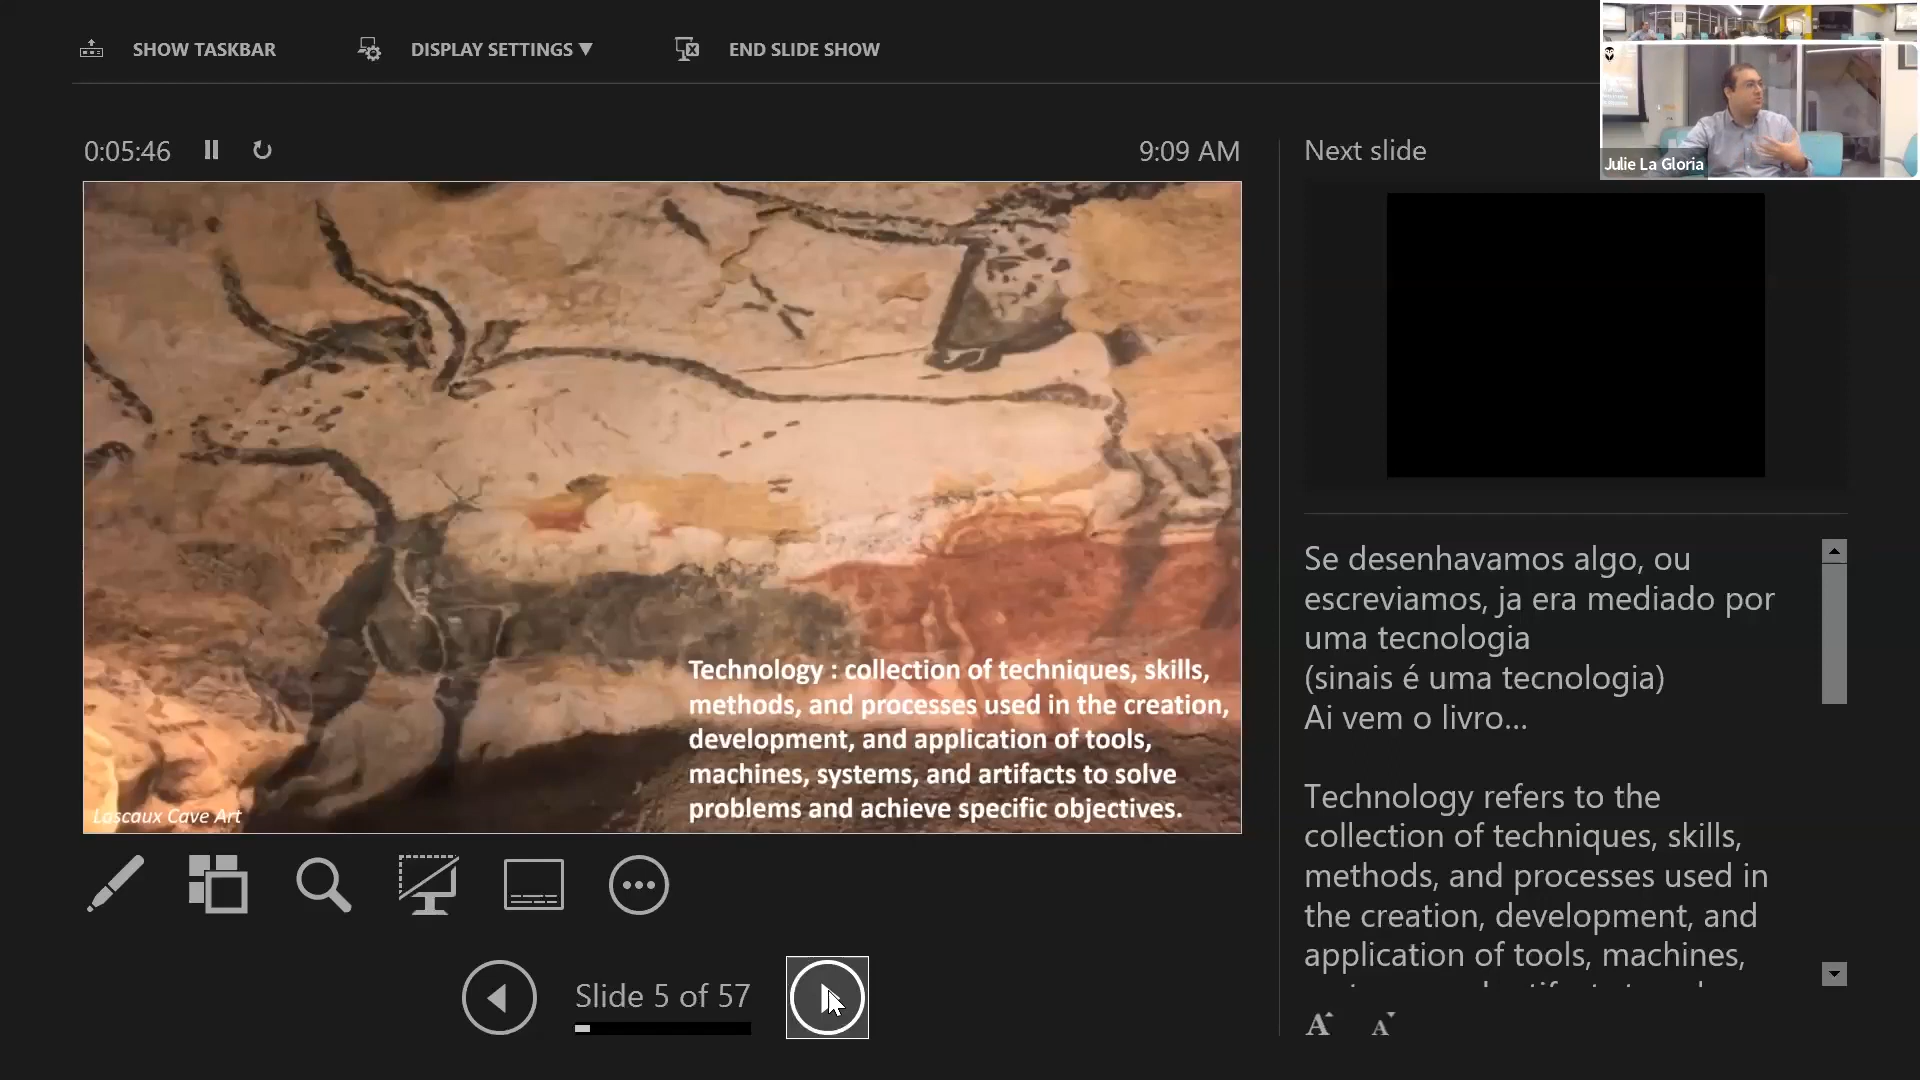 SHOW TASKBAR
DISPLAY SETTINGS ▼
END SLIDE SHOW
Julie La Gloria
0:05:46
9:09 AM
Next slide
Technology : collection of techniques, skills,
methods, and processes used in the creation,
development, and application of tools,
machines, systems, and artifacts to solve
problems and achieve specific objectives.
Lascaux Cave Art
Slide 5 of 57
Se desenhavamos algo, ou
escreviamos, ja era mediado por
uma tecnologia
(sinais é uma tecnologia)
Ai vem o livro...
Technology refers to the
collection of techniques, skills,
methods, and processes used in
the creation, development, and
application of tools, machines,
A A